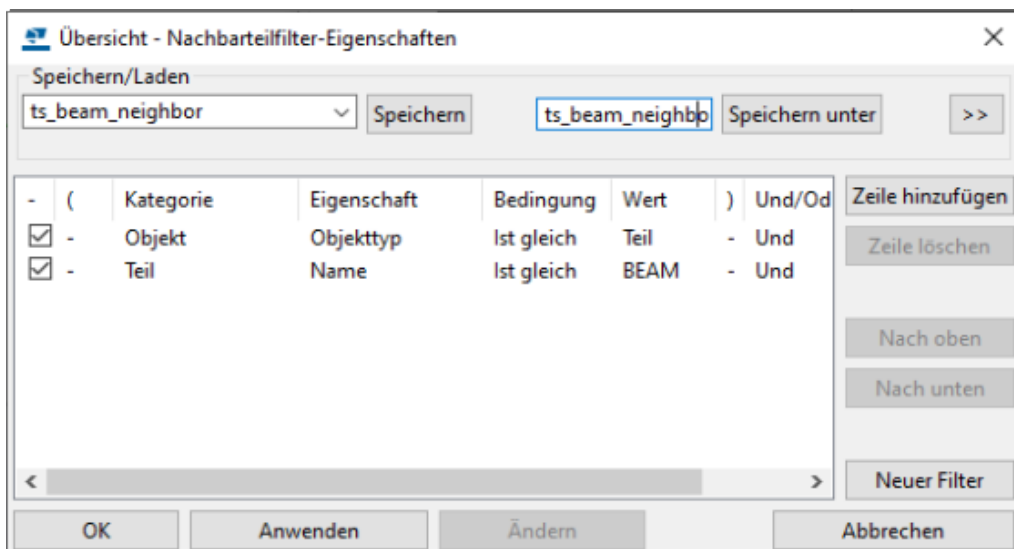 Übersicht - Nachbarteilfilter-Eigenschaften
Speichern/Laden
ts_beam_neighbor Speichern ts_beam_neighbo Speichern unter >>
- ( Kategorie Eigenschaft Bedingung Wert ) Und/Od Zeile hinzufügen
- Objekt Objekttyp Ist gleich Teil - Und Zeile löschen
- Teil Name Ist gleich BEAM - Und
Nach oben
Nach unten
Neuer Filter
OK Anwenden Ändern Abbrechen